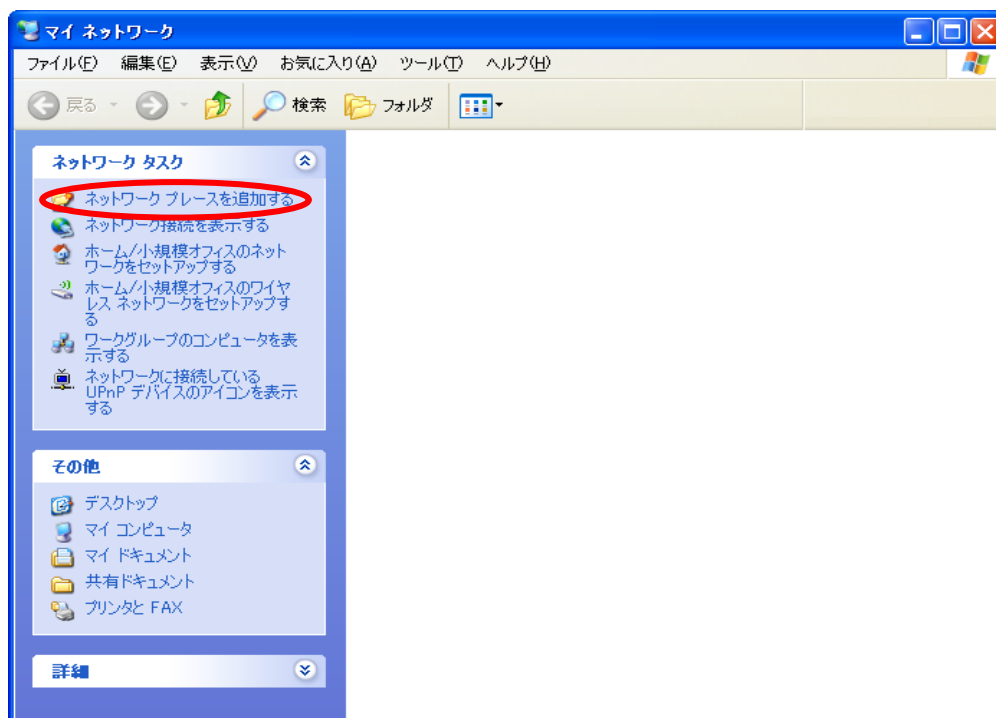 マイ ネットワーク
ファイル(F) 編集(E) 表示(V) お気に入り(A) ツール(T) ヘルプ(H)
戻る 検索 フォルダ
ネットワーク タスク
ネットワーク プレースを追加する
ネットワーク接続を表示する
ホーム/小規模オフィスのネット
ワークをセットアップする
ホーム/小規模オフィスのワイヤ
レス ネットワークをセットアップす
る
ワークグループのコンピュータを表
示する
ネットワークに接続している
UPnP デバイスのアイコンを表示
する
その他
デスクトップ
マイ コンピュータ
マイ ドキュメント
共有ドキュメント
プリンタと FAX
詳細